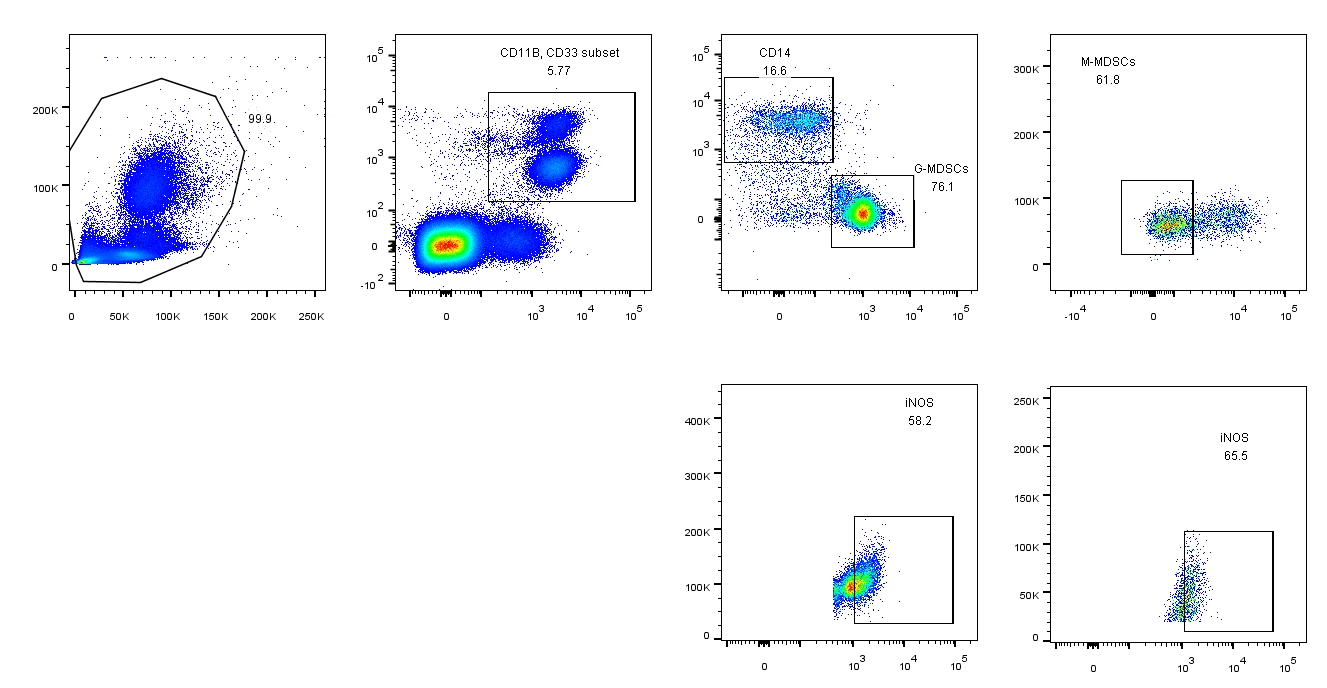 99.9
200K
100K
0
0
50K
100K
150K
200K
250K
CD11B, CD33 subset
5.77
10^5
10^4
10^3
10^2
0
-10^2
0
10^3
10^4
10^5
CD14
16.6
G-MDSCs
76.1
10^5
10^4
10^3
0
0
10^3
10^4
10^5
M-MDSCs
61.8
300K
200K
100K
0
-10^4
0
10^4
10^5
iNOS
58.2
400K
300K
200K
100K
0
0
10^3
10^4
10^5
iNOS
65.5
250K
200K
150K
100K
50K
0
0
10^3
10^4
10^5